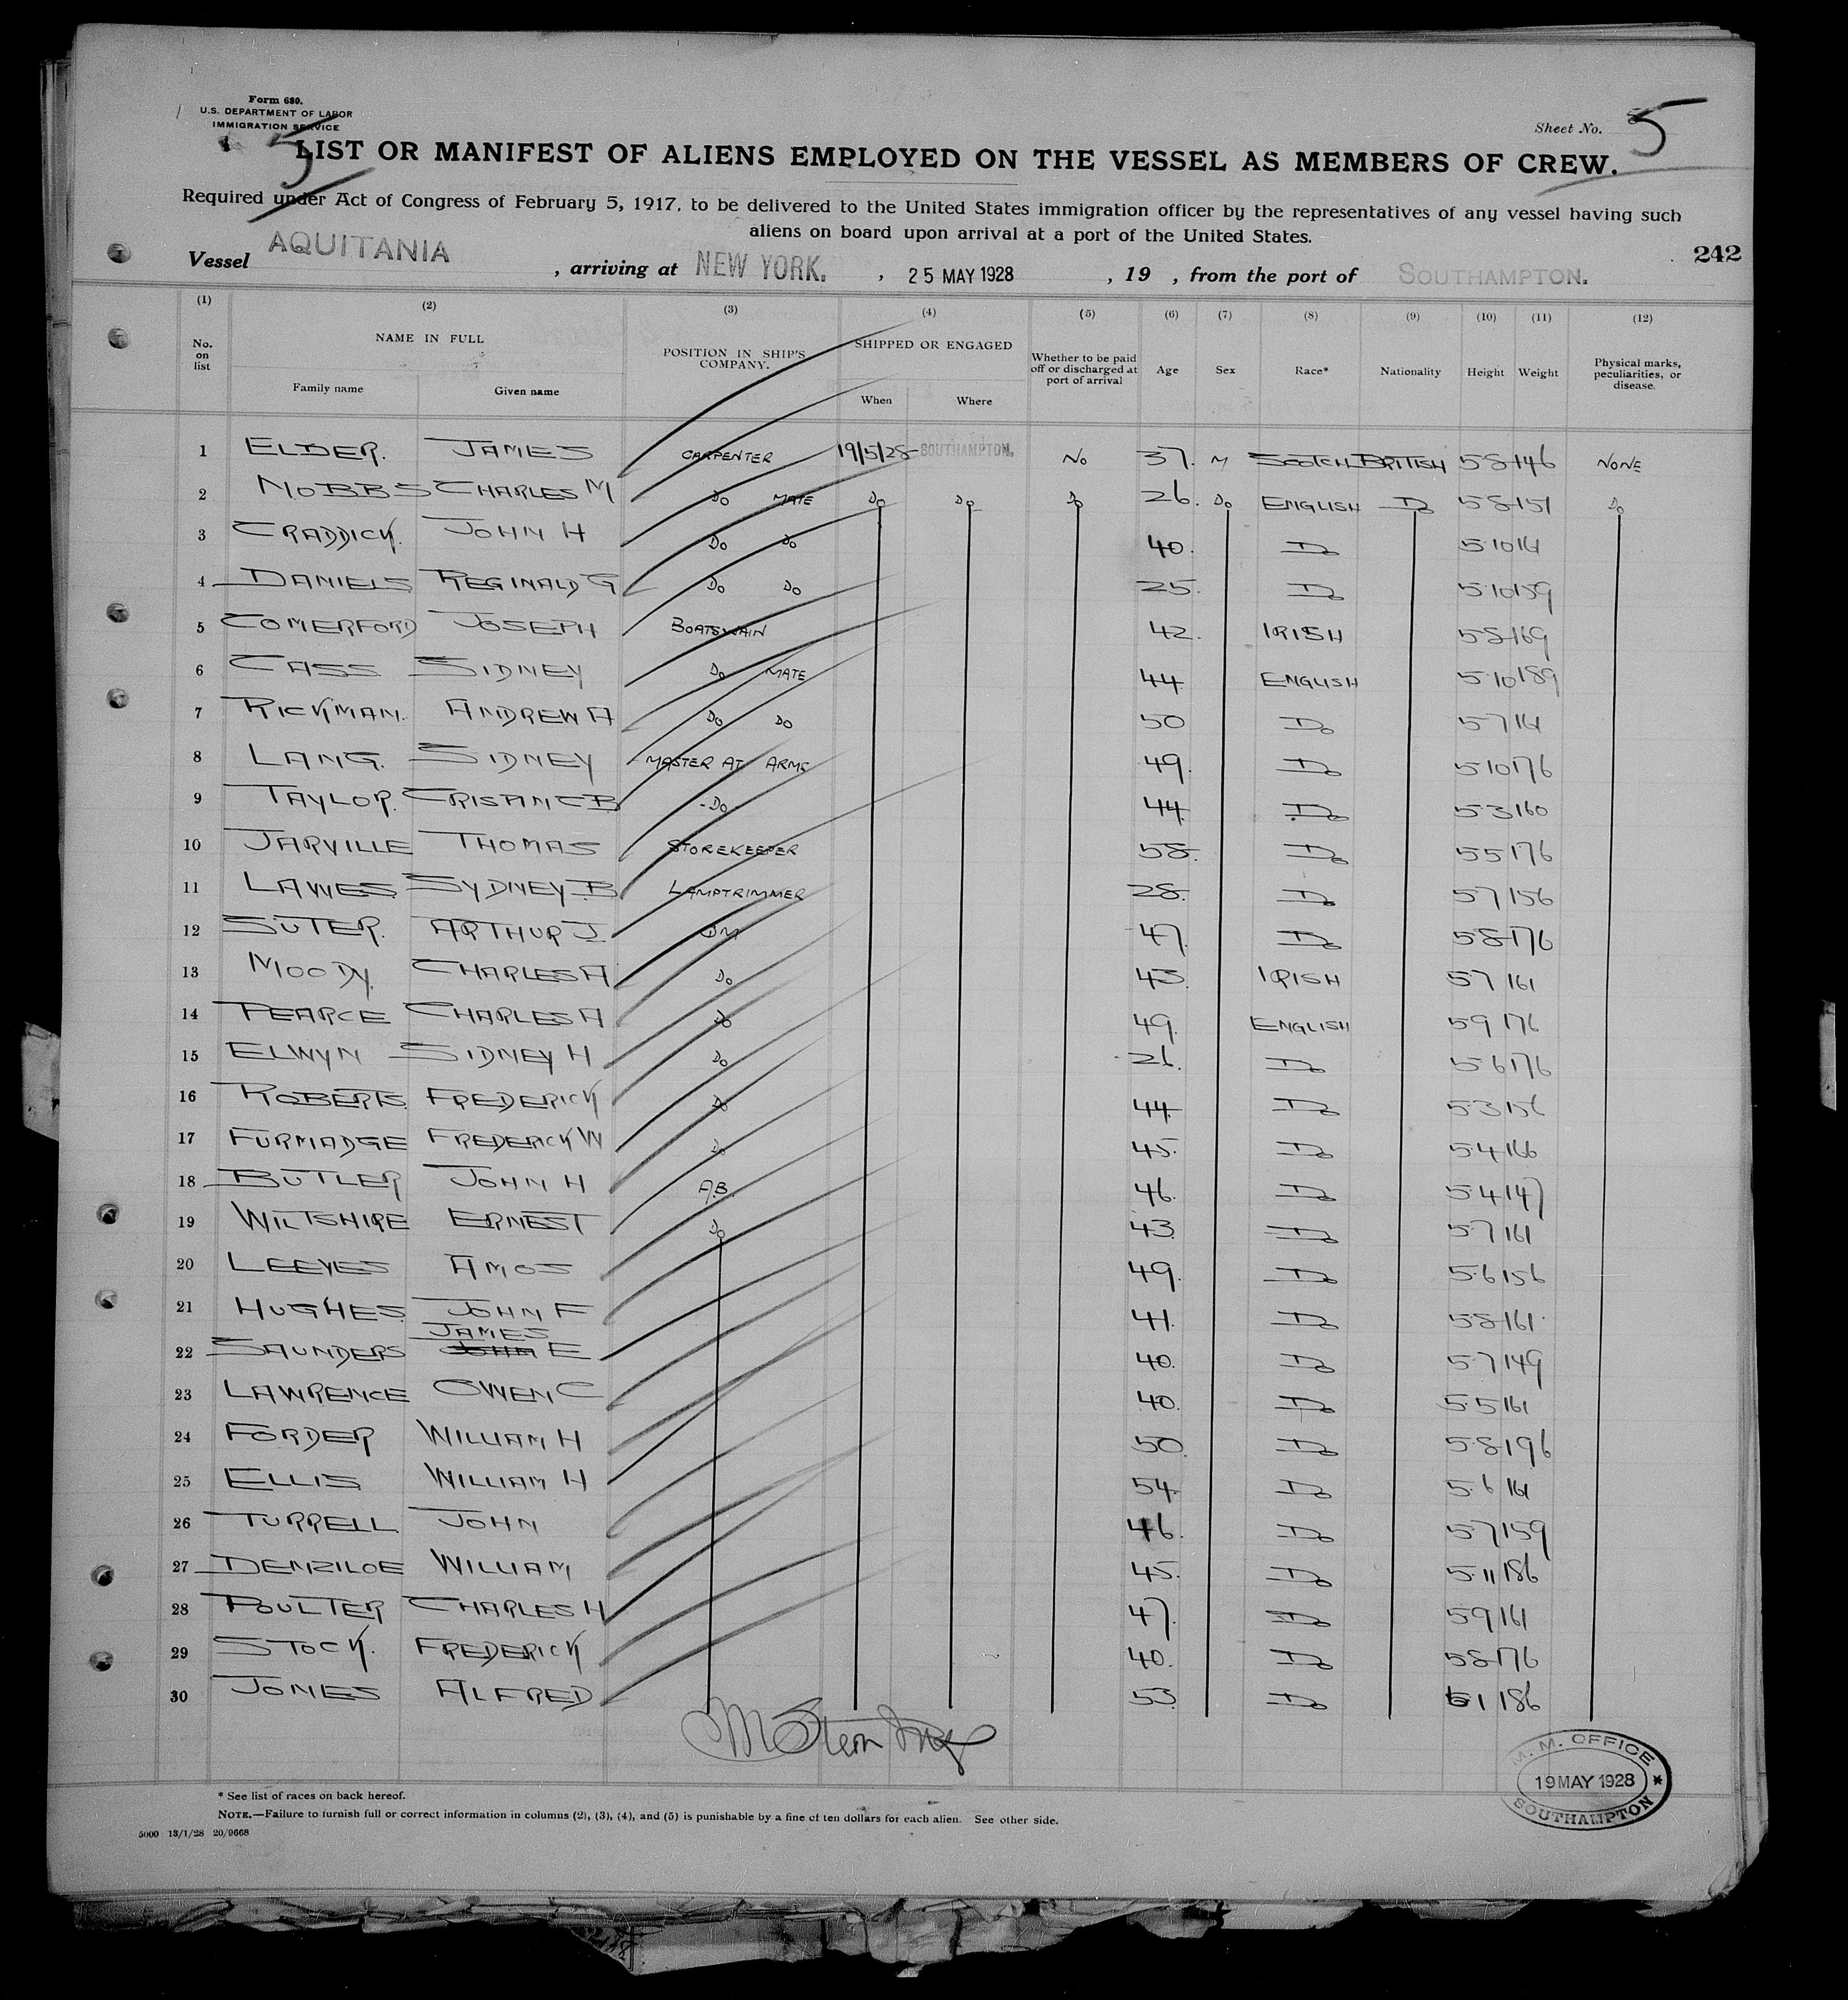 Form 689.
U.S. DEPARTMENT OF LABOR
IMMIGRATION SERVICE
5
Sheet No. 5
LIST OR MANIFEST OF ALIENS EMPLOYED ON THE VESSEL AS MEMBERS OF CREW.
Required under Act of Congress of February 5, 1917, to be delivered to the United States immigration officer by the representatives of any vessel having such
aliens on board upon arrival at a port of the United States.
242
Vessel AQUITANIA , arriving at NEW YORK. , 25 MAY 1928 , 19 , from the port of SOUTHAMPTON.
(1) (2) (3) (4) (5) (6) (7) (8) (9) (10) (11) (12)
No. on list NAME IN FULL Family name Given name POSITION IN SHIP'S COMPANY. SHIPPED OR ENGAGED When Where Whether to be paid off or discharged at port of arrival Age Sex Race* Nationality Height Weight Physical marks, peculiarities, or disease.
1 ELDER. JAMES CARPENTER 19/5/28 SOUTHAMPTON. No 37. M SCOTCH BRITISH 5·8 146 NONE
2 MOBBS CHARLES M Do MATE Do Do Do 26. Do ENGLISH Do 5·8 151 Do
3 CRADDICK. JOHN H Do Do 40. Do 5·10 161
4 DANIELS REGINALD G Do Do 25. Do 5·10 159
5 COMERFORD JOSEPH BOATSWAIN 42. IRISH 5·8 169
6 CASS SIDNEY Do MATE 44 ENGLISH 5·10 189
7 RICKMAN. ANDREW A Do Do 50 Do 5·7 161
8 LANG. SIDNEY MASTER AT ARMS 49. Do 5·10 176
9 TAYLOR. B. -Do- 44 Do 5·3 160
10 JARVILLE THOMAS STOREKEEPER 58. Do 5·5 176
11 LAWES SYDNEY. B LAMPTRIMMER 28. Do 5·7 156
12 SUTER. ARTHUR J QM 47. Do 5·8 176
13 MOODY. CHARLES A Do 43. IRISH 5·7 161
14 PEARCE CHARLES A Do 49. ENGLISH 5·9 176
15 ELWYN SIDNEY H Do 26. Do 5·6 176
16 ROBERTS. FREDERICK Do 44 Do 5·3 156
17 FURMADGE FREDERICK W Do 45. Do 5·4 166
18 BUTLER JOHN H A.B. 46. Do 5·4 147
19 WILTSHIRE ERNEST Do 43. Do 5·7 161
20 LEEVES AMOS 49. Do 5·6 156
21 HUGHES. JOHN F 41. Do 5·8 161
22 SAUNDERS JAMES JOHN E 40. Do 5·7 149
23 LAWRENCE OWEN C 40. Do 5·5 161
24 FORDER WILLIAM H 50. Do 5·8 196
25 ELLIS WILLIAM H 54. Do 5·6 161
26 TURRELL JOHN 46. Do 5·7 159
27 DENZILOE WILLIAM 45. Do 5·11 186
28 POULTER CHARLES H 47. Do 5·9 161
29 STOCK. FREDERICK 40. Do 5·8 176
30 JONES ALFRED 53 Do 186
M.M. OFFICE
19 MAY 1928
SOUTHAMPTON
* See list of races on back hereof.
NOTE.—Failure to furnish full or correct information in columns (2), (3), (4), and (5) is punishable by a fine of ten dollars for each alien. See other side.
5000 13/1/28 20/9668